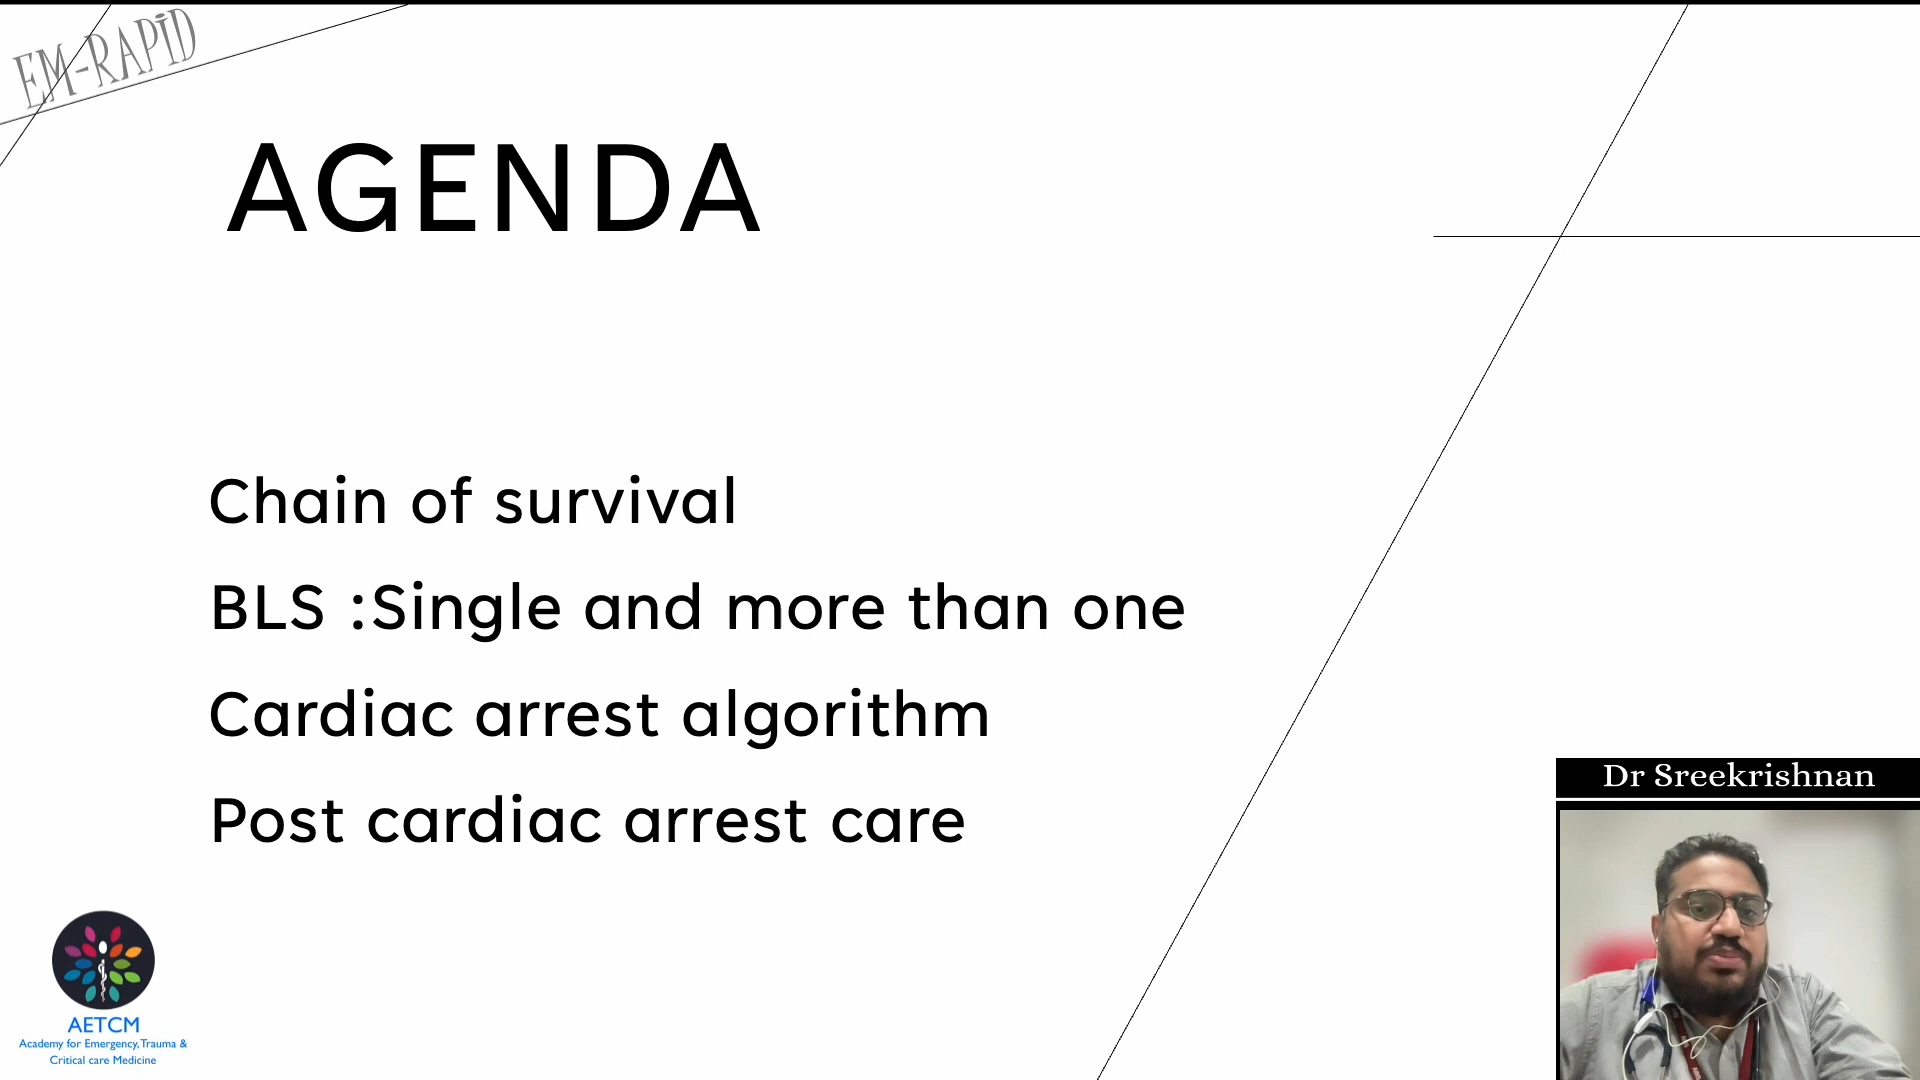 EM-RAPiD
AGENDA
Chain of survival
BLS :Single and more than one
Cardiac arrest algorithm
Post cardiac arrest care
Dr Sreekrishnan
AETCM
Academy for Emergency,Trauma &
Critical care Medicine